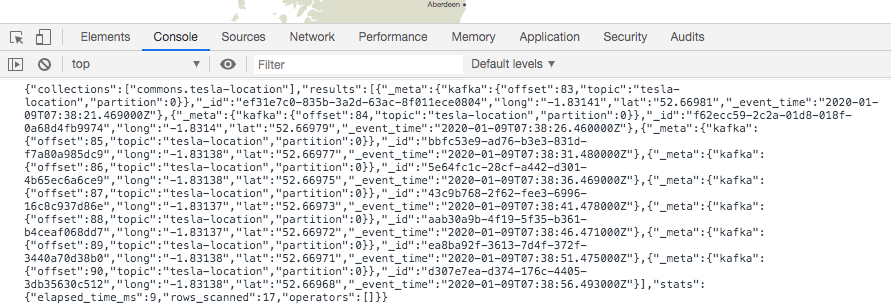 Aberdeen
Elements Console Sources Network Performance Memory Application Security Audits
top Filter Default levels
{"collections":["commons.tesla-location"],"results":[{"_meta":{"kafka":{"offset":83,"topic":"tesla-
location","partition":0}},"_id":"ef31e7c0-835b-3a2d-63ac-8f011ece0804","long":"-1.83141","lat":"52.66981","_event_time":"2020-01-
09T07:38:21.469000Z"},{"_meta":{"kafka":{"offset":84,"topic":"tesla-location","partition":0}},"_id":"f62ecc59-2c2a-01d8-018f-
0a68d4fb9974","long":"-1.8314","lat":"52.66979","_event_time":"2020-01-09T07:38:26.460000Z"},{"_meta":{"kafka":
{"offset":85,"topic":"tesla-location","partition":0}},"_id":"bbfc53e9-ad76-b3e3-831d-
f7a80a985dc9","long":"-1.83138","lat":"52.66977","_event_time":"2020-01-09T07:38:31.480000Z"},{"_meta":{"kafka":
{"offset":86,"topic":"tesla-location","partition":0}},"_id":"5e64fc1c-28cf-a442-d301-
4b65ec6a6ce9","long":"-1.83138","lat":"52.66975","_event_time":"2020-01-09T07:38:36.469000Z"},{"_meta":{"kafka":
{"offset":87,"topic":"tesla-location","partition":0}},"_id":"43c9b768-2f62-fee3-6996-
16c8c937d86e","long":"-1.83137","lat":"52.66973","_event_time":"2020-01-09T07:38:41.478000Z"},{"_meta":{"kafka":
{"offset":88,"topic":"tesla-location","partition":0}},"_id":"aab30a9b-4f19-5f35-b361-
b4ceaf068dd7","long":"-1.83137","lat":"52.66972","_event_time":"2020-01-09T07:38:46.471000Z"},{"_meta":{"kafka":
{"offset":89,"topic":"tesla-location","partition":0}},"_id":"ea8ba92f-3613-7d4f-372f-
3440a70d38b0","long":"-1.83138","lat":"52.66971","_event_time":"2020-01-09T07:38:51.475000Z"},{"_meta":{"kafka":
{"offset":90,"topic":"tesla-location","partition":0}},"_id":"d307e7ea-d374-176c-4405-
3db35630c512","long":"-1.83138","lat":"52.66968","_event_time":"2020-01-09T07:38:56.493000Z"}],"stats":
{"elapsed_time_ms":9,"rows_scanned":17,"operators":[]}}